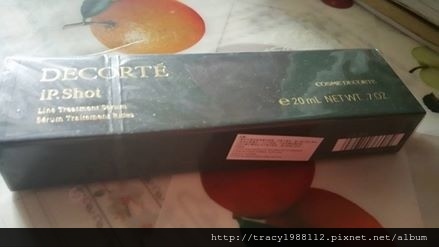 DECORTÉ
iP.Shot
Line Treatment Serum
Sérum Traitement Rides
COSME DECORTE
℮ 20 mL NET WT. .7 OZ.
http://tracy1988112.pixnet.net/album